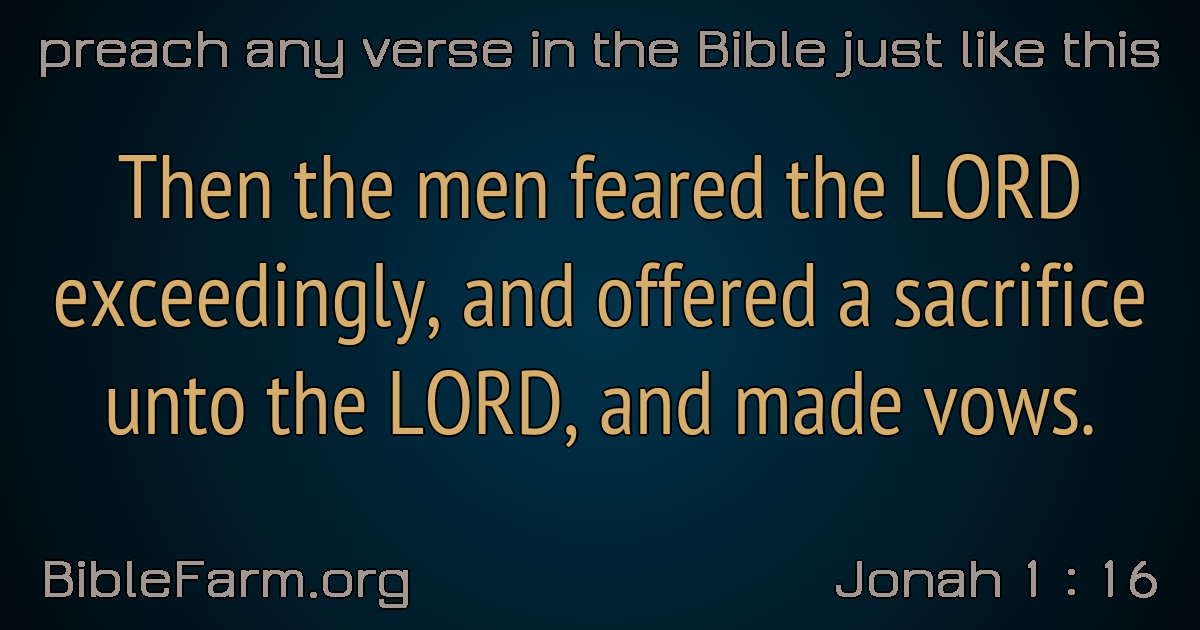 preach any verse in the Bible just like this
Then the men feared the LORD
exceedingly, and offered a sacrifice
unto the LORD, and made vows.
BibleFarm.org
Jonah 1 : 16